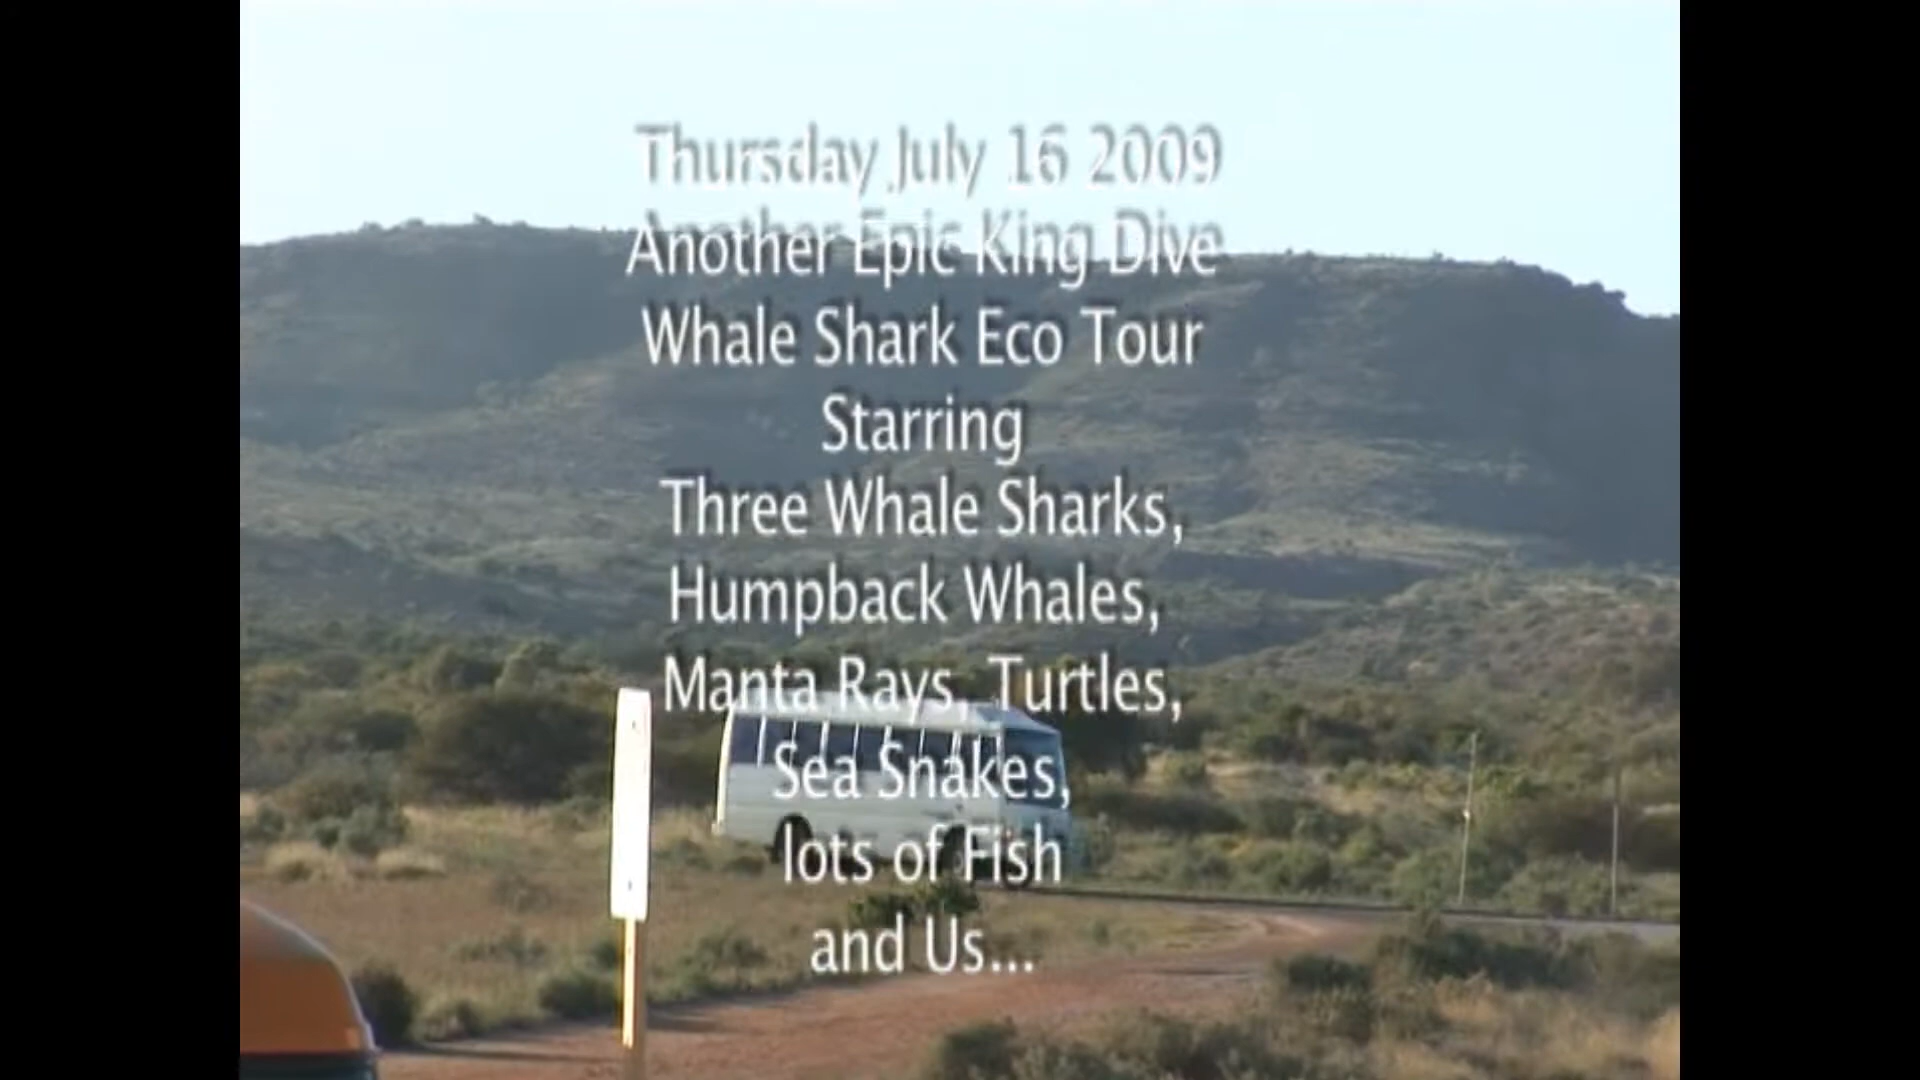 Thursday July 16 2009
Another Epic King Dive
Whale Shark Eco Tour
Starring
Three Whale Sharks,
Humpback Whales,
Manta Rays, Turtles,
Sea Snakes,
lots of Fish
and Us...